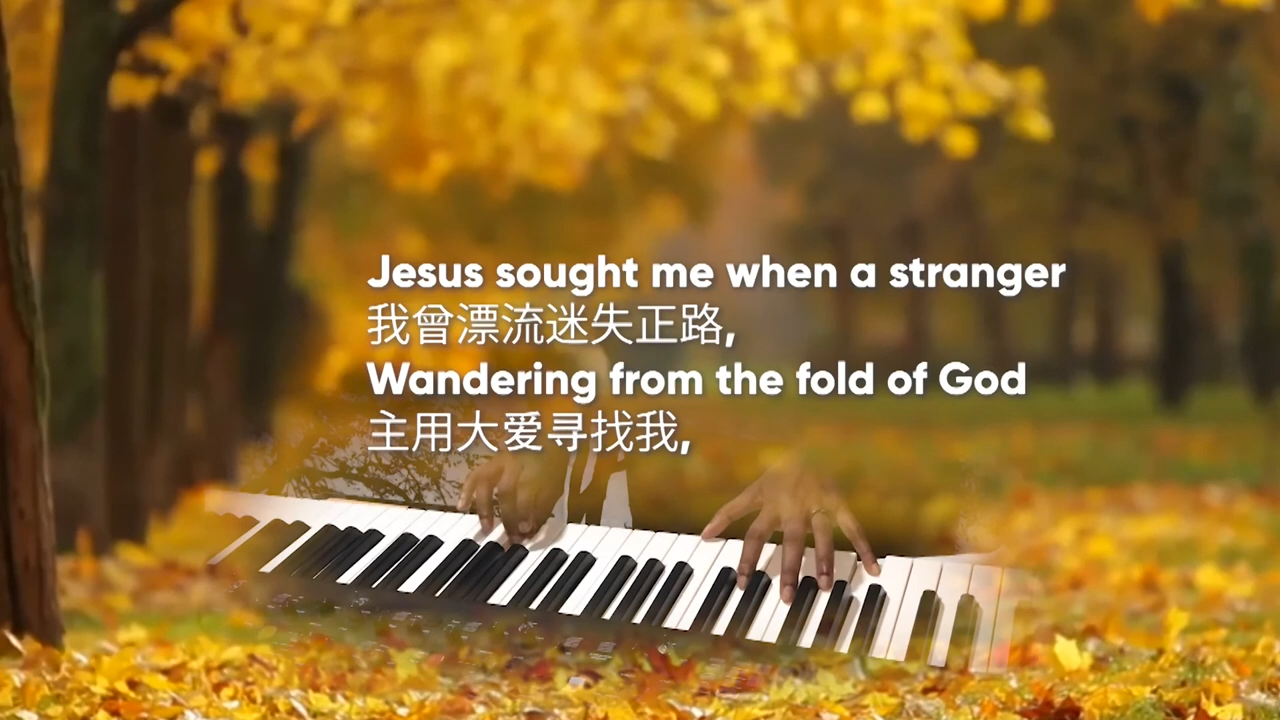 Jesus sought me when a stranger
我曾漂流迷失正路,
Wandering from the fold of God
主用大爱寻找我,